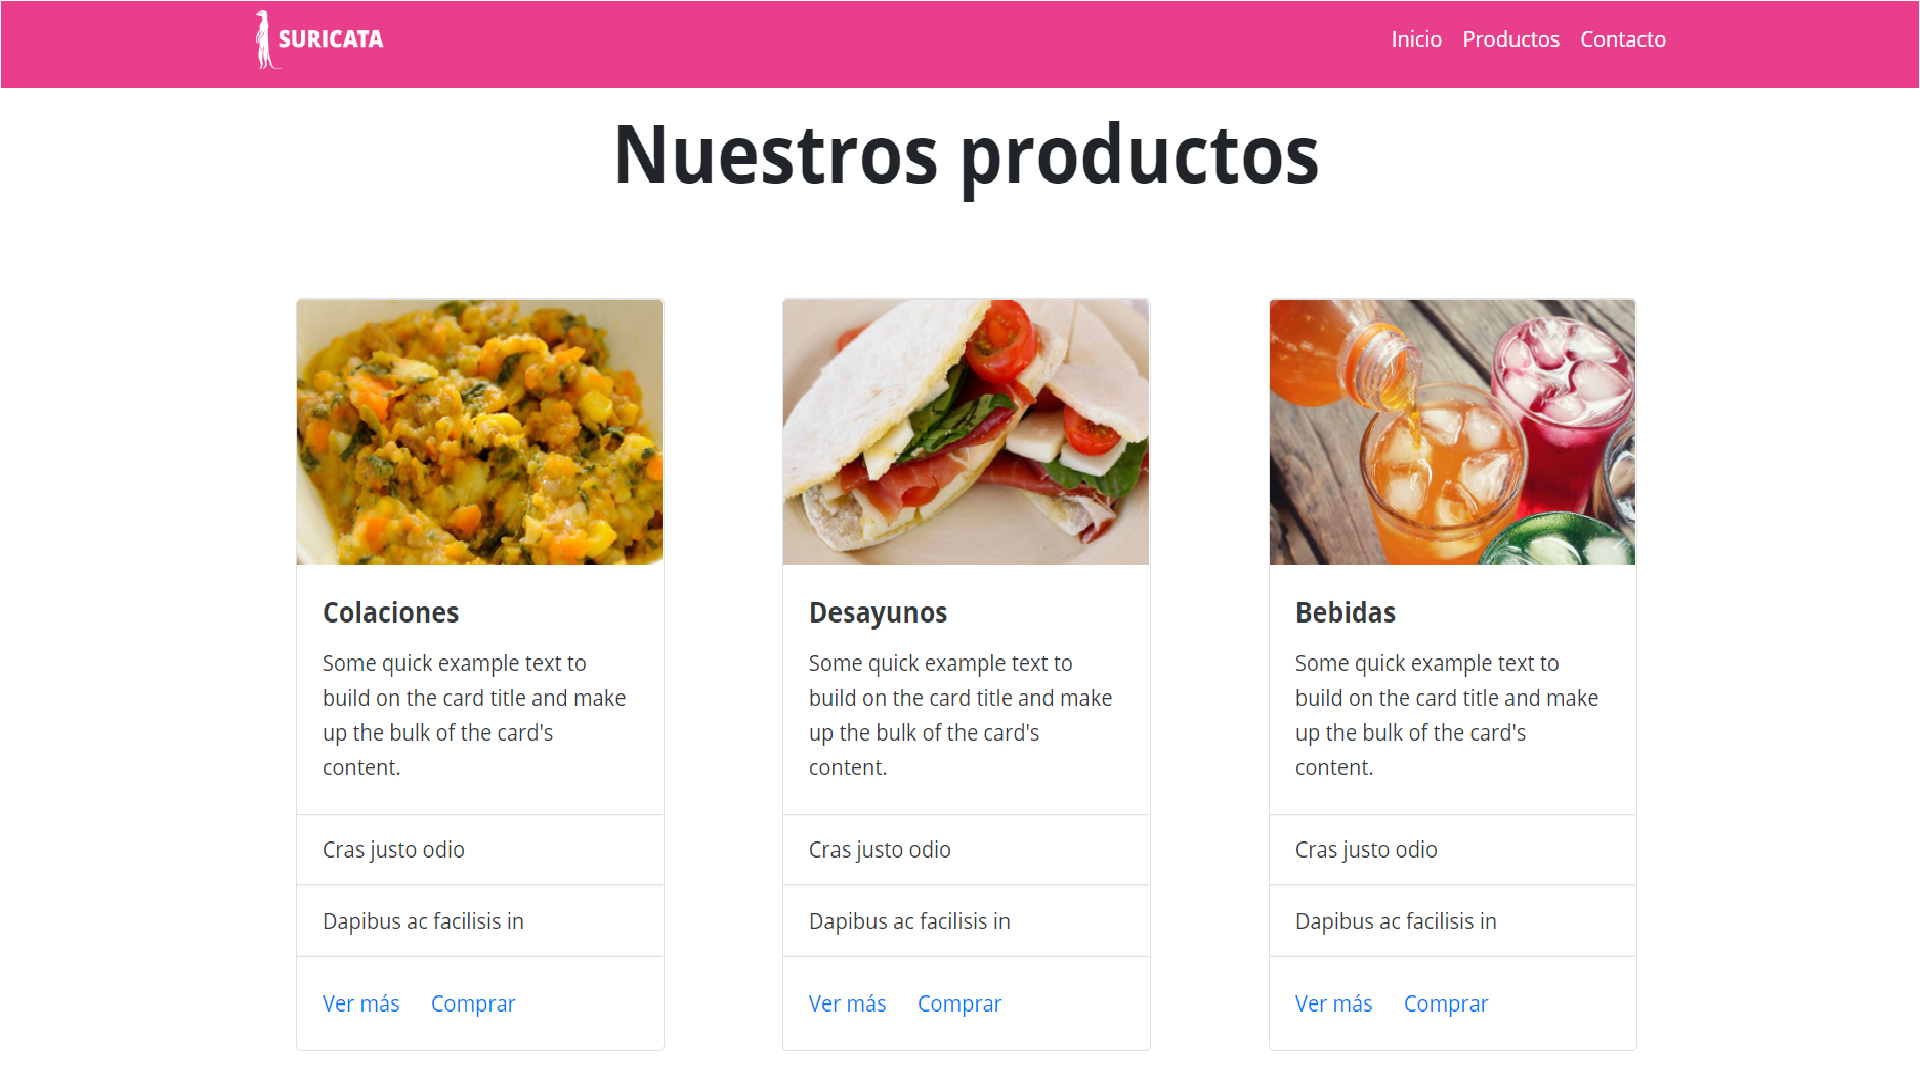 SURICATA
Inicio Productos Contacto
Nuestros productos
Colaciones
Some quick example text to
build on the card title and make
up the bulk of the card's
content.
Cras justo odio
Dapibus ac facilisis in
Ver más Comprar
Desayunos
Some quick example text to
build on the card title and make
up the bulk of the card's
content.
Cras justo odio
Dapibus ac facilisis in
Ver más Comprar
Bebidas
Some quick example text to
build on the card title and make
up the bulk of the card's
content.
Cras justo odio
Dapibus ac facilisis in
Ver más Comprar